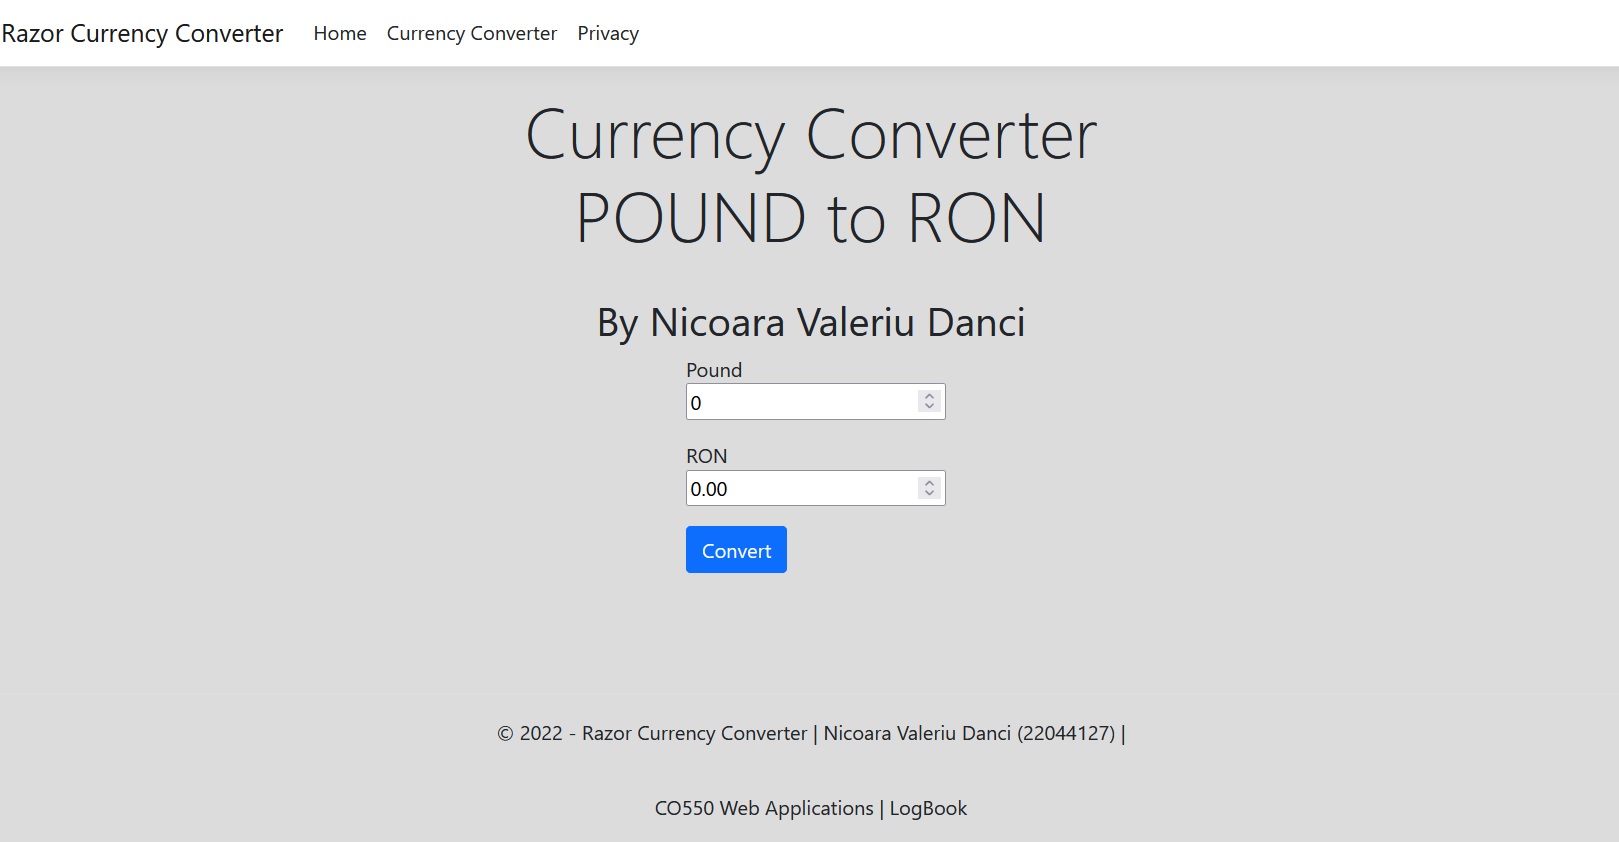 Razor Currency Converter Home Currency Converter Privacy
Currency Converter
POUND to RON
By Nicoara Valeriu Danci
Pound
0
RON
0.00
Convert
© 2022 - Razor Currency Converter | Nicoara Valeriu Danci (22044127) |
CO550 Web Applications | LogBook